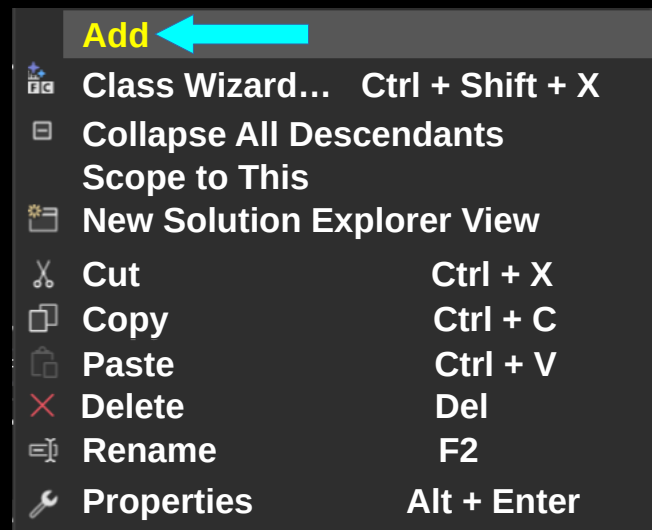 Add
Class Wizard... Ctrl + Shift + X
Collapse All Descendants
Scope to This
New Solution Explorer View
Cut Ctrl + X
Copy Ctrl + C
Paste Ctrl + V
Delete Del
Rename F2
Properties Alt + Enter